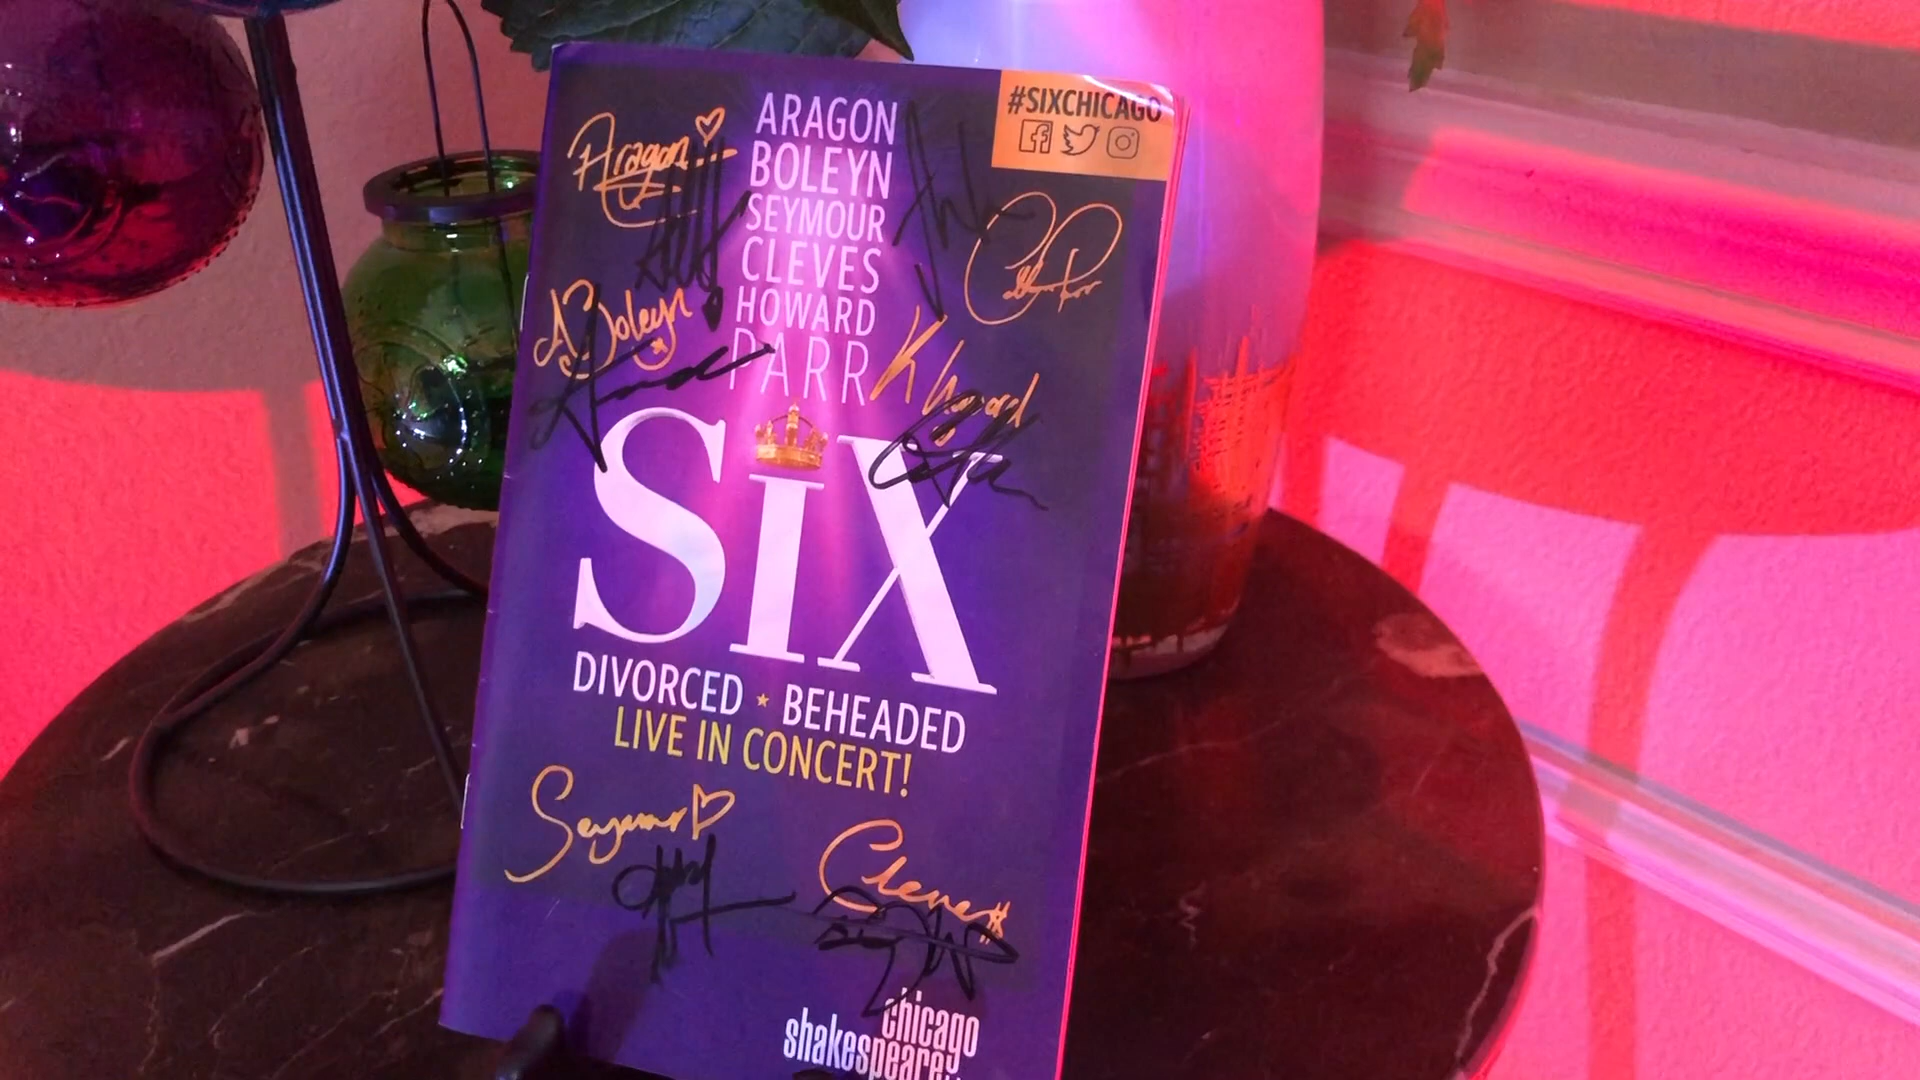 #SIXCHICAGO
ARAGON
BOLEYN
SEYMOUR
CLEVES
HOWARD
PARR
Aragon
ABoleyn
K Howard
SIX
DIVORCED ★ BEHEADED
LIVE IN CONCERT!
Seymour
Cleves
chicago
shakespeare